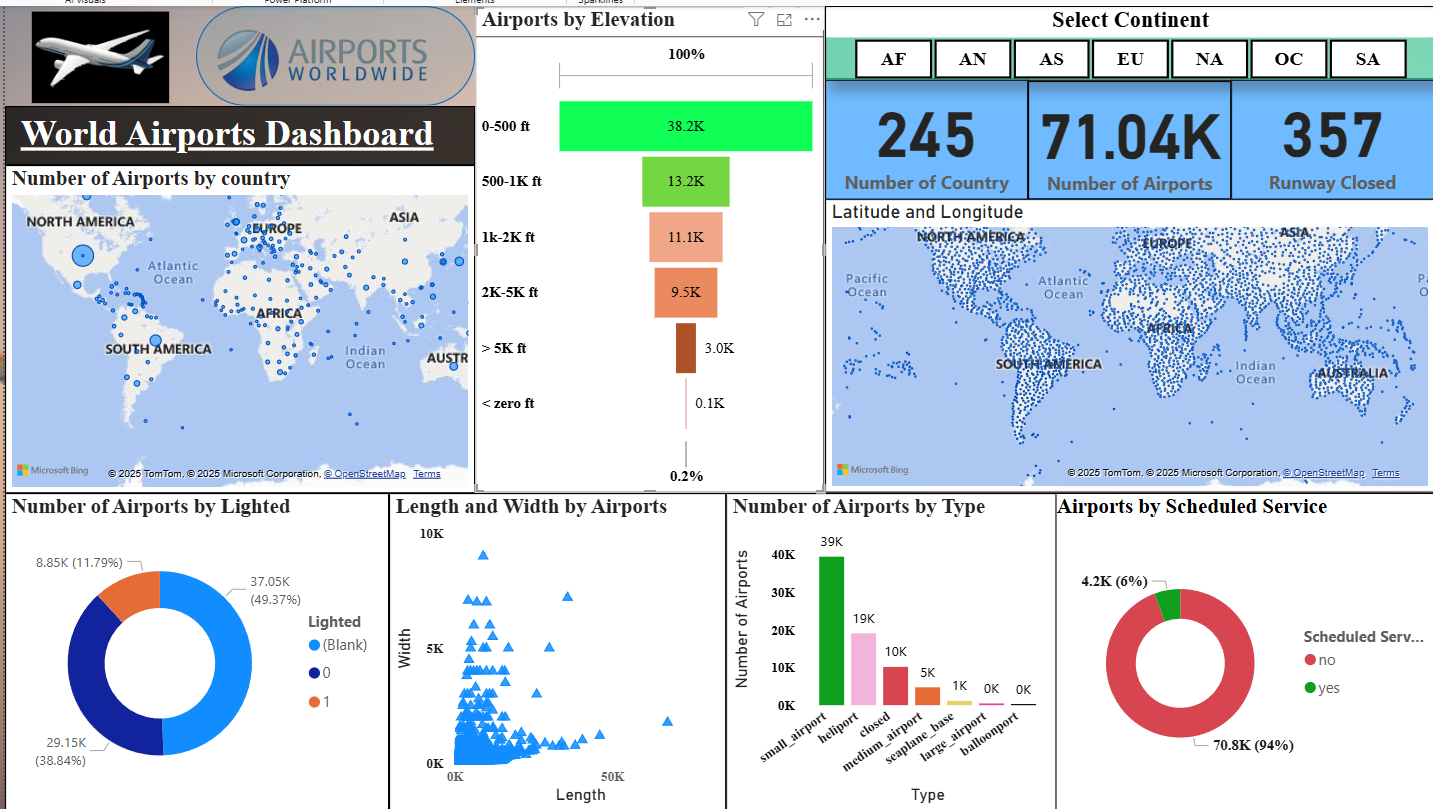 AI visuals
Power Platform
Elements
Sparklines
AIRPORTS
WORLDWIDE
World Airports Dashboard
Number of Airports by country
NORTH AMERICA
EUROPE
ASIA
Atlantic
Ocean
AFRICA
SOUTH AMERICA
Indian
Ocean
AUSTR
Microsoft Bing
© 2025 TomTom, © 2025 Microsoft Corporation, © OpenStreetMap Terms
Airports by Elevation
100%
0-500 ft
38.2K
500-1K ft
13.2K
1k-2K ft
11.1K
2K-5K ft
9.5K
> 5K ft
3.0K
< zero ft
0.1K
0.2%
Select Continent
AF
AN
AS
EU
NA
OC
SA
245
Number of Country
71.04K
Number of Airports
357
Runway Closed
Latitude and Longitude
NORTH AMERICA
EUROPE
ASIA
Pacific
Ocean
Atlantic
Ocean
P
O
AFRICA
SOUTH AMERICA
Indian
Ocean
AUSTRALIA
Microsoft Bing
© 2025 TomTom, © 2025 Microsoft Corporation, © OpenStreetMap Terms
Number of Airports by Lighted
8.85K (11.79%)
37.05K
(49.37%)
29.15K
(38.84%)
Lighted
(Blank)
0
1
Length and Width by Airports
10K
5K
0K
Width
0K
50K
Length
Number of Airports by Type
Number of Airports
40K
30K
20K
10K
0K
39K
19K
10K
5K
1K
0K
0K
small_airport
heliport
closed
medium_airport
seaplane_base
large_airport
balloonport
Type
Airports by Scheduled Service
4.2K (6%)
70.8K (94%)
Scheduled Serv...
no
yes